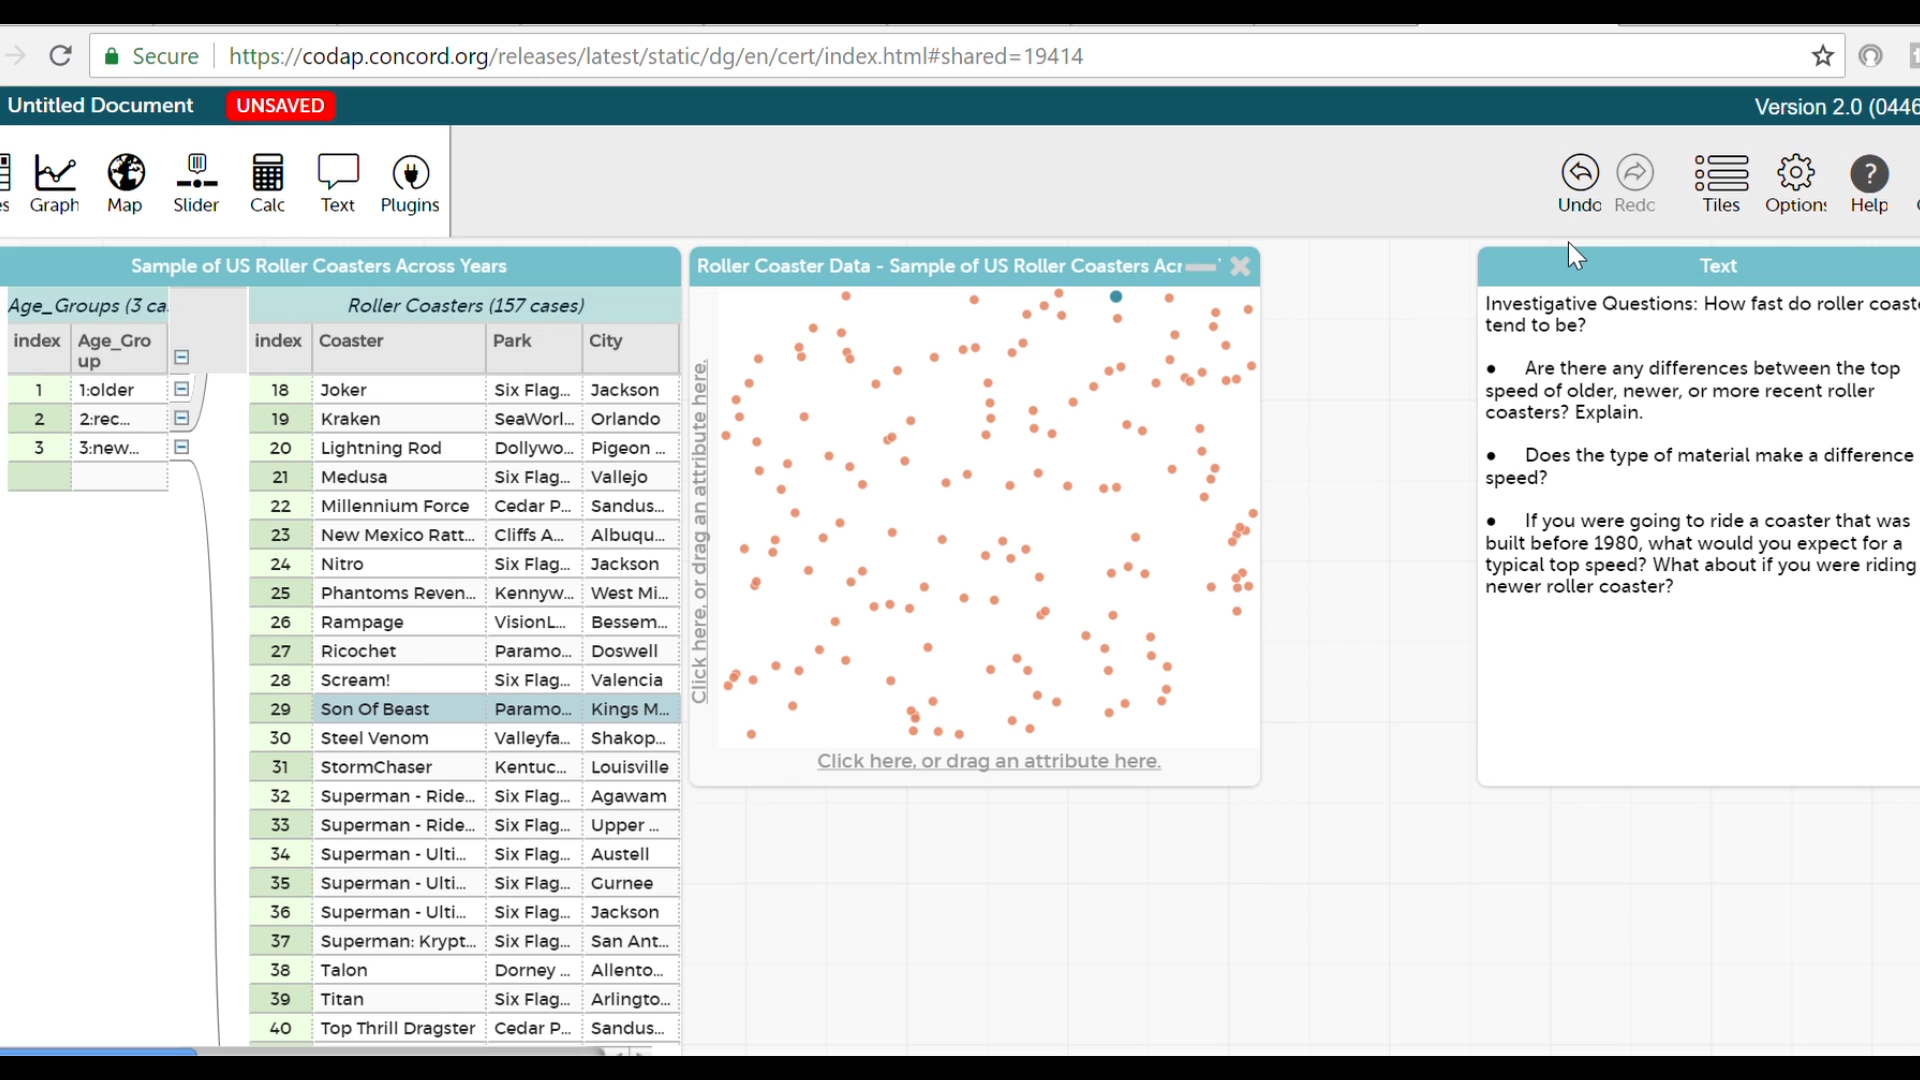 Secure https://codap.concord.org/releases/latest/static/dg/en/cert/index.html#shared=19414
Untitled Document UNSAVED Version 2.0 (0446
es Graph Map Slider Calc Text Plugins Undo Redo Tiles Options Help
Sample of US Roller Coasters Across Years
Age_Groups (3 ca Roller Coasters (157 cases)
index Age_Gro
up index Coaster Park City
1 1:older
2 2:rec...
3 3:new...
18 Joker Six Flag... Jackson
19 Kraken SeaWorl... Orlando
20 Lightning Rod Dollywo... Pigeon ...
21 Medusa Six Flag... Vallejo
22 Millennium Force Cedar P... Sandus...
23 New Mexico Ratt... Cliffs A... Albuqu...
24 Nitro Six Flag... Jackson
25 Phantoms Reven... Kennyw... West Mi...
26 Rampage VisionL... Bessem...
27 Ricochet Paramo... Doswell
28 Scream! Six Flag... Valencia
29 Son Of Beast Paramo... Kings M...
30 Steel Venom Valleyfa... Shakop...
31 StormChaser Kentuc... Louisville
32 Superman - Ride... Six Flag... Agawam
33 Superman - Ride... Six Flag... Upper ...
34 Superman - Ulti... Six Flag... Austell
35 Superman - Ulti... Six Flag... Gurnee
36 Superman - Ulti... Six Flag... Jackson
37 Superman: Krypt... Six Flag... San Ant...
38 Talon Dorney ... Allento...
39 Titan Six Flag... Arlingto...
40 Top Thrill Dragster Cedar P... Sandus...
Roller Coaster Data - Sample of US Roller Coasters Acr
Click here, or drag an attribute here.
Click here, or drag an attribute here.
Text
Investigative Questions: How fast do roller coaste
tend to be?
• Are there any differences between the top
speed of older, newer, or more recent roller
coasters? Explain.
• Does the type of material make a difference
speed?
• If you were going to ride a coaster that was
built before 1980, what would you expect for a
typical top speed? What about if you were riding
newer roller coaster?